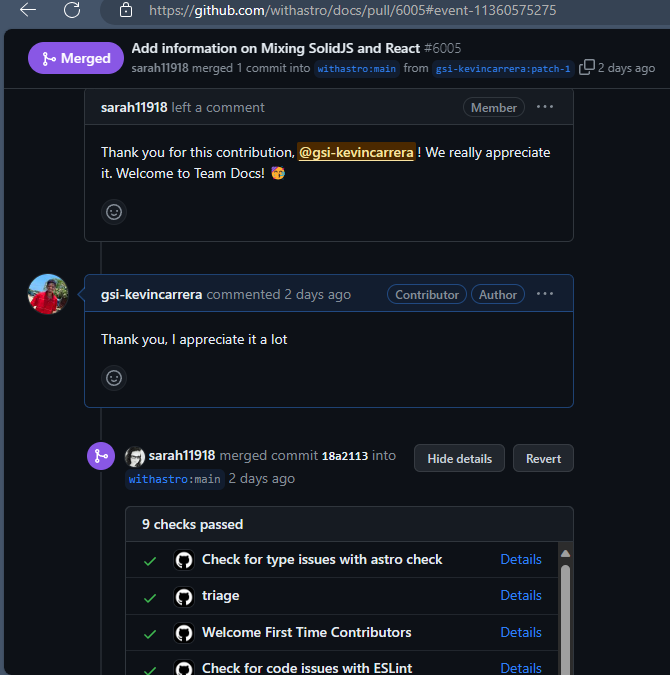 https://github.com/withastro/docs/pull/6005#event-11360575275
Merged
Add information on Mixing SolidJS and React #6005
sarah11918 merged 1 commit into withastro:main from gsi-kevincarrera:patch-1 2 days ago
sarah11918 left a comment
Member
Thank you for this contribution, @gsi-kevincarrera ! We really appreciate
it. Welcome to Team Docs! 🥳
gsi-kevincarrera commented 2 days ago
Contributor
Author
Thank you, I appreciate it a lot
sarah11918 merged commit 18a2113 into
withastro:main 2 days ago
Hide details
Revert
9 checks passed
Check for type issues with astro check Details
triage Details
Welcome First Time Contributors Details
Check for code issues with ESLint Details